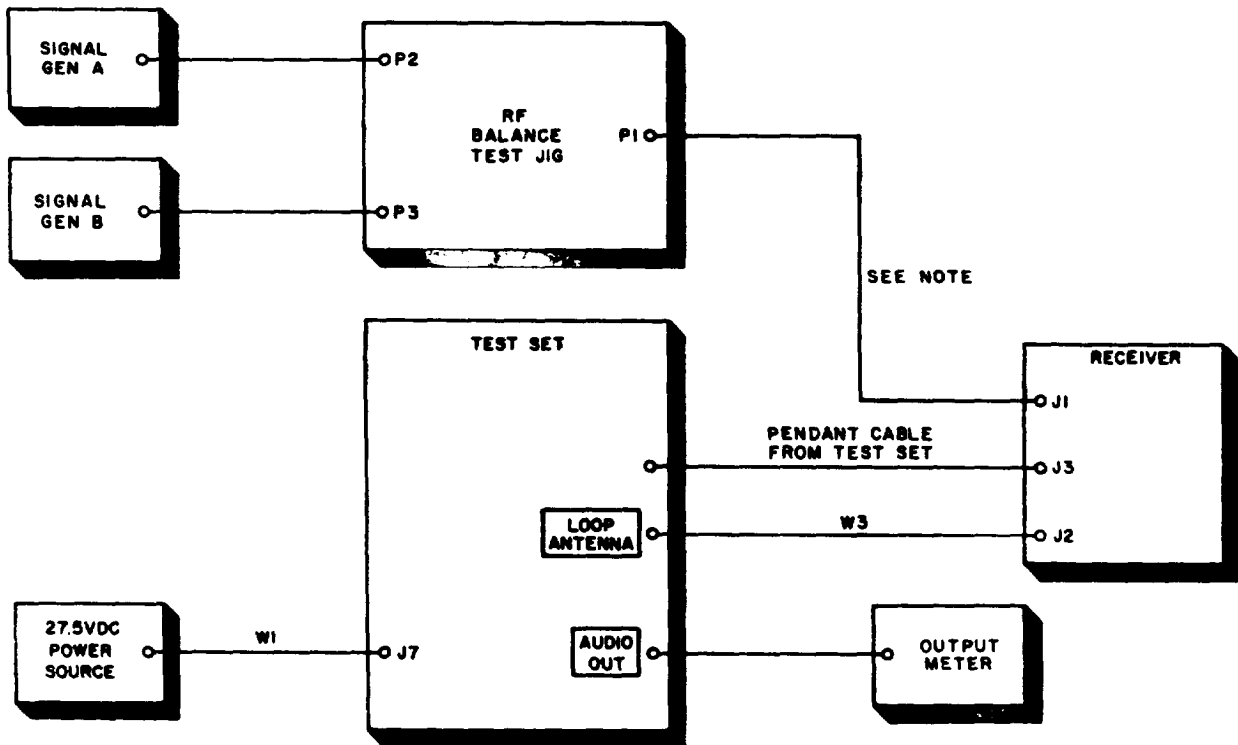 SIGNAL
GEN A
P2
RF
BALANCE
TEST JIG
P1
SIGNAL
GEN B
P3
SEE NOTE
TEST SET
RECEIVER
J1
PENDANT CABLE
FROM TEST SET
J3
LOOP
ANTENNA
W3
J2
27.5VDC
POWER
SOURCE
W1
J7
AUDIO
OUT
OUTPUT
METER